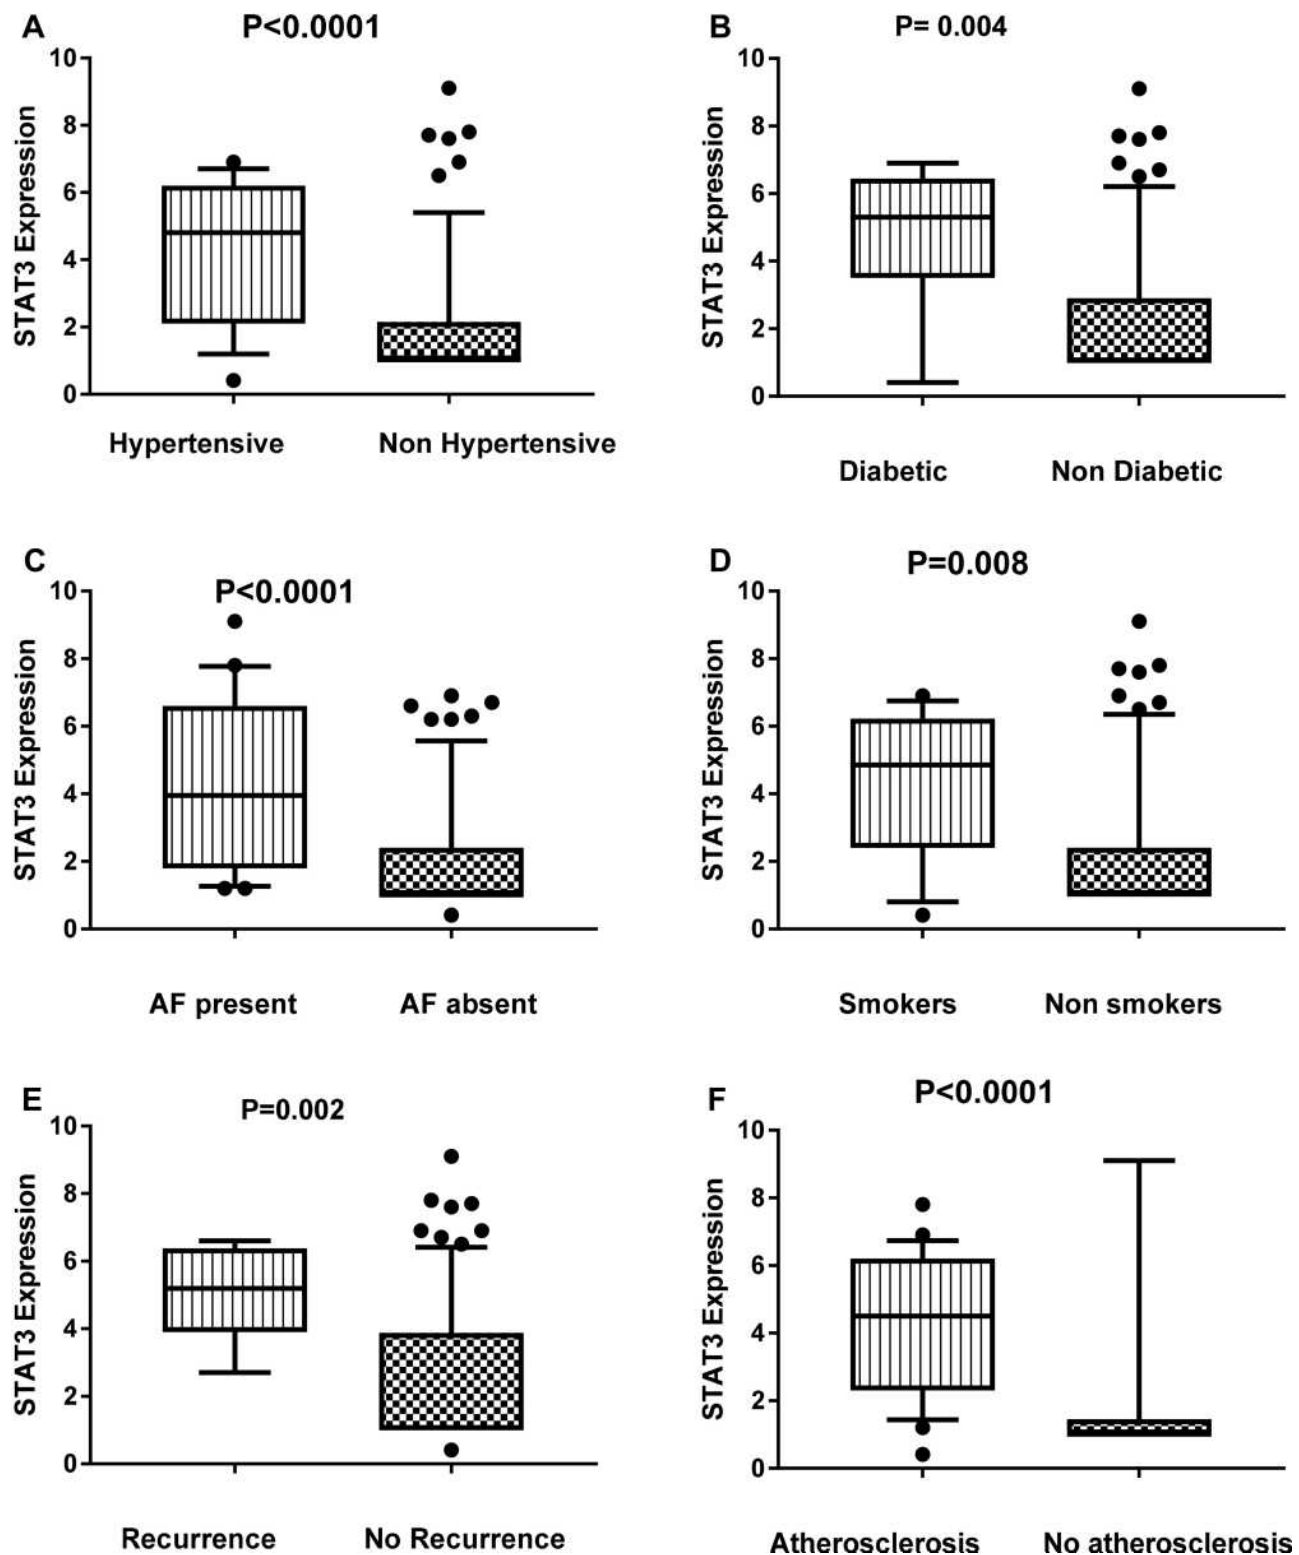 A
P<0.0001
STAT3 Expression
10
8
6
4
2
0
Hypertensive
Non Hypertensive
B
P= 0.004
STAT3 Expression
10
8
6
4
2
0
Diabetic
Non Diabetic
C
P<0.0001
STAT3 Expression
10
8
6
4
2
0
AF present
AF absent
D
P=0.008
STAT3 Expression
10
8
6
4
2
0
Smokers
Non smokers
E
P=0.002
STAT3 Expression
10
8
6
4
2
0
Recurrence
No Recurrence
F
P<0.0001
STAT3 Expression
10
8
6
4
2
0
Atherosclerosis
No atherosclerosis